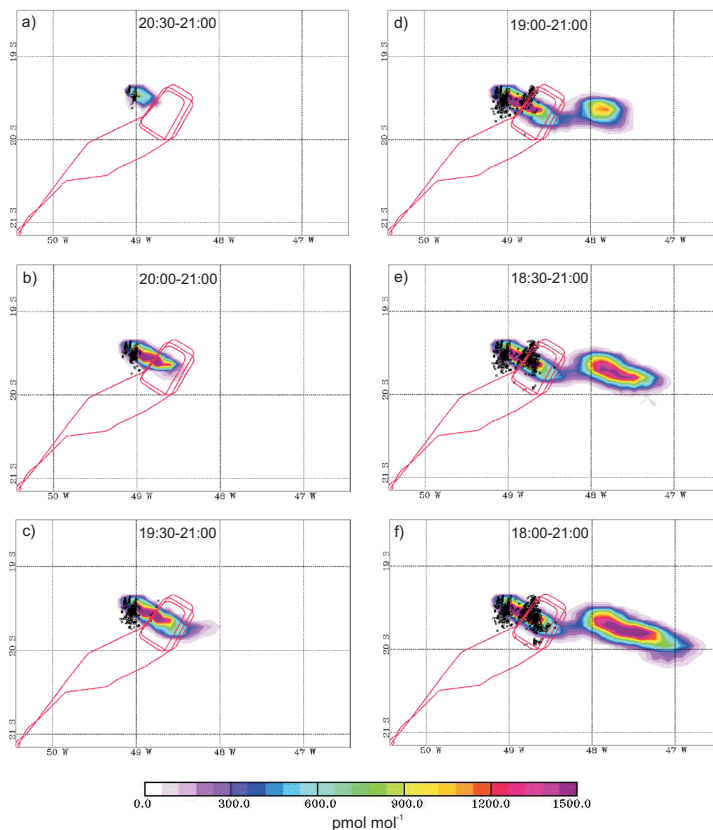 a)
20:30-21:00
19 S
20 S
21 S
50 W
49 W
48 W
47 W
d)
19:00-21:00
19 S
20 S
21 S
50 W
49 W
48 W
47 W
b)
20:00-21:00
19 S
20 S
21 S
50 W
49 W
48 W
47 W
e)
18:30-21:00
19 S
20 S
21 S
50 W
49 W
48 W
47 W
c)
19:30-21:00
19 S
20 S
21 S
50 W
49 W
48 W
47 W
f)
18:00-21:00
19 S
20 S
21 S
50 W
49 W
48 W
47 W
0.0 300.0 600.0 900.0 1200.0 1500.0
pmol mol⁻¹